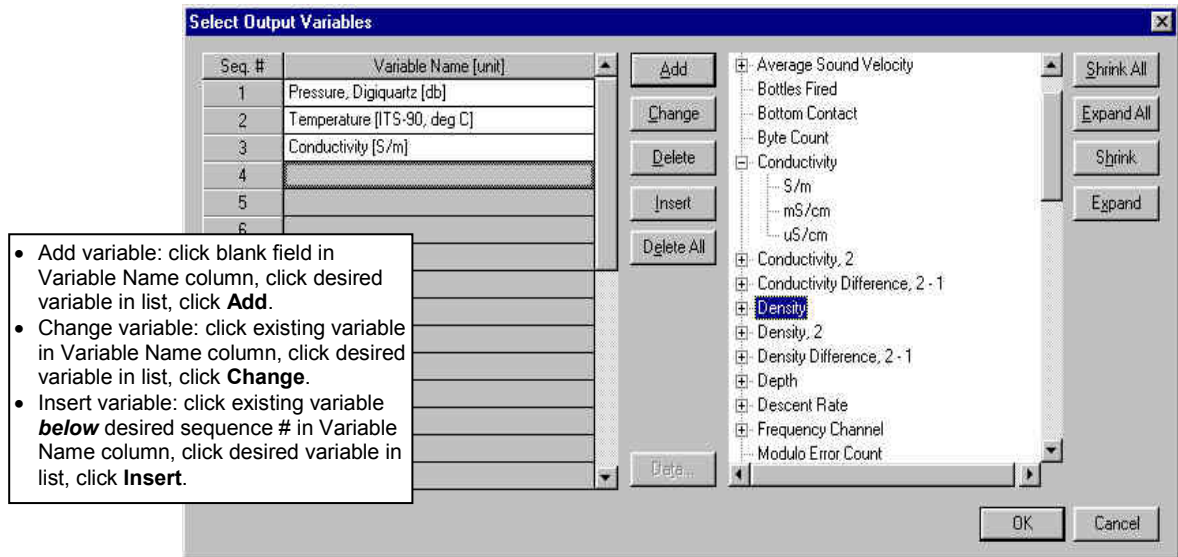 Select Output Variables
Seq. # Variable Name [unit]
1 Pressure, Digiquartz [db]
2 Temperature [ITS-90, deg C]
3 Conductivity [S/m]
4
5
6
• Add variable: click blank field in
Variable Name column, click desired
variable in list, click Add.
• Change variable: click existing variable
in Variable Name column, click desired
variable in list, click Change.
• Insert variable: click existing variable
below desired sequence # in Variable
Name column, click desired variable in
list, click Insert.
Add
Change
Delete
Insert
Delete All
Data...
Average Sound Velocity
Bottles Fired
Bottom Contact
Byte Count
Conductivity
S/m
mS/cm
uS/cm
Conductivity, 2
Conductivity Difference, 2 - 1
Density
Density, 2
Density Difference, 2 - 1
Depth
Descent Rate
Frequency Channel
Modulo Error Count
Shrink All
Expand All
Shrink
Expand
OK
Cancel